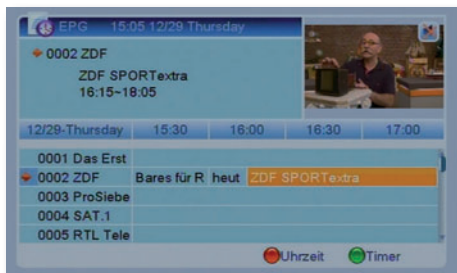 EPG 15:05 12/29 Thursday
0002 ZDF
ZDF SPORTextra
16:15~18:05
12/29-Thursday 15:30 16:00 16:30 17:00
0001 Das Erst
0002 ZDF Bares für R heut ZDF SPORTextra
0003 ProSiebe
0004 SAT.1
0005 RTL Tele
Uhrzeit Timer